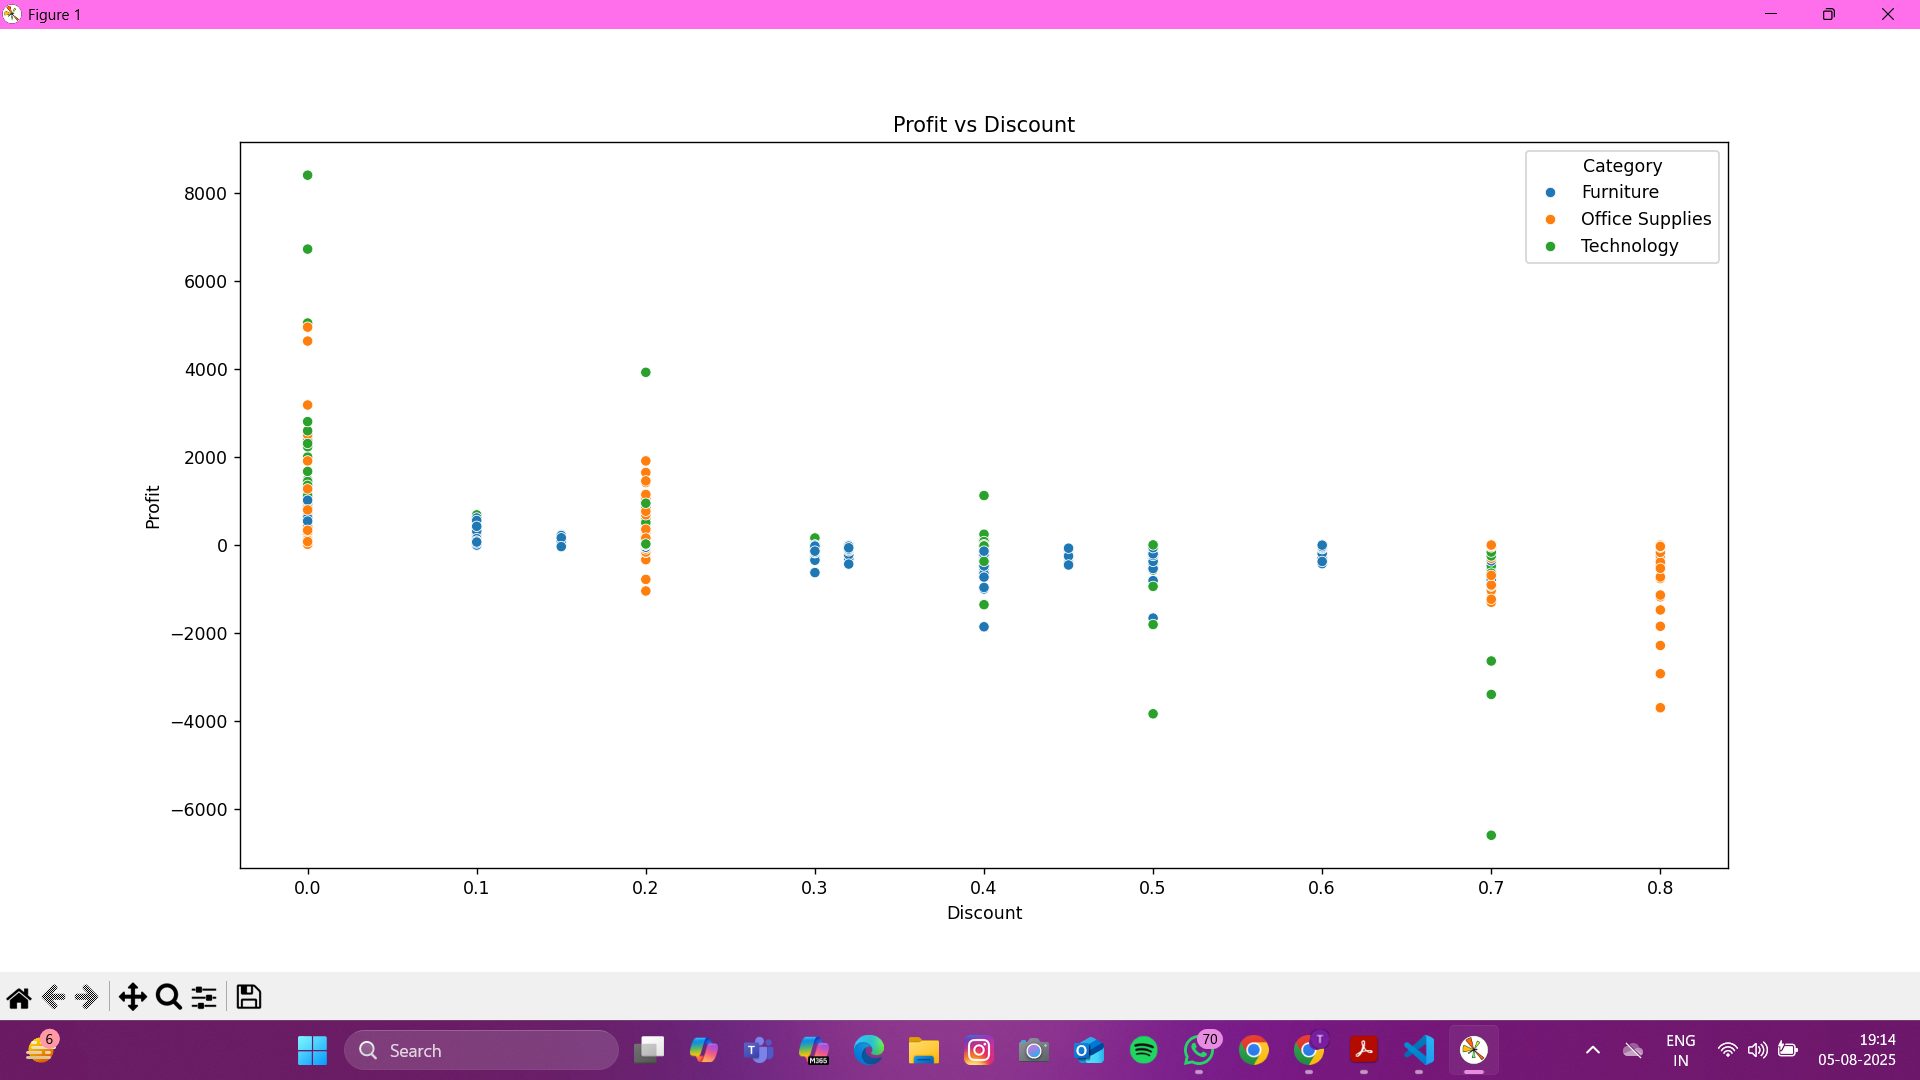 Figure 1
Profit vs Discount
Category
Furniture
Office Supplies
Technology
8000
6000
4000
2000
0
−2000
−4000
−6000
Profit
0.0 0.1 0.2 0.3 0.4 0.5 0.6 0.7 0.8
Discount
6
Search
T
M365
O
70
T
ENG
IN
19:14
05-08-2025